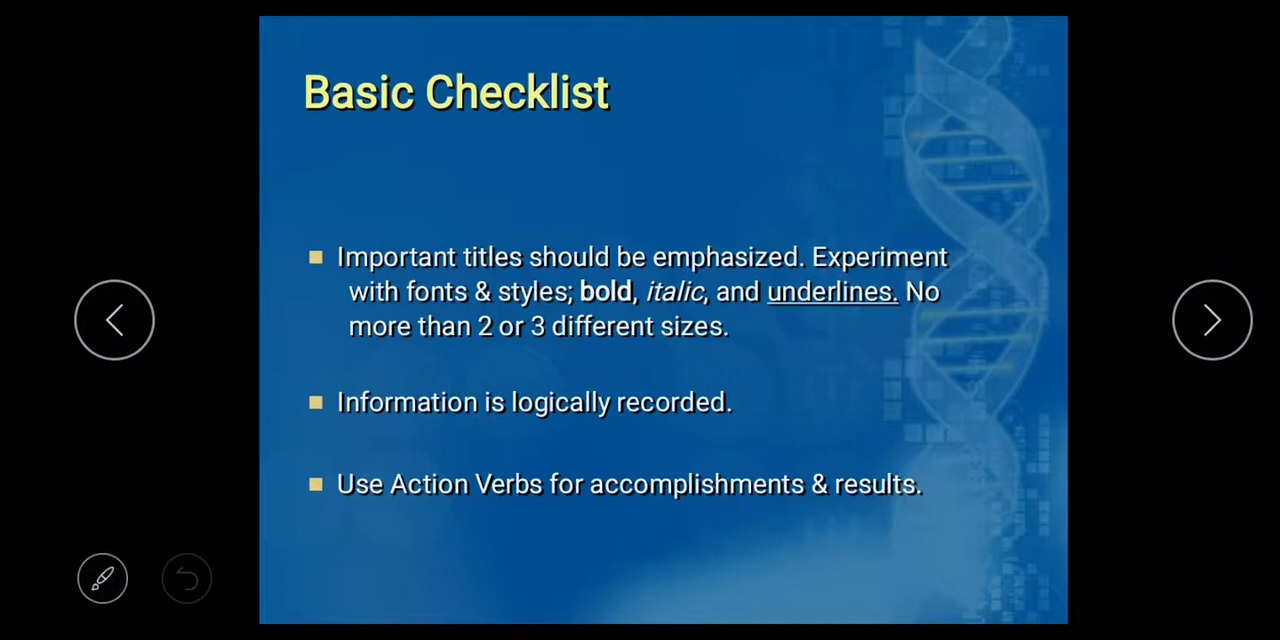 Basic Checklist
Important titles should be emphasized. Experiment
with fonts & styles; bold, italic, and underlines. No
more than 2 or 3 different sizes.
Information is logically recorded.
Use Action Verbs for accomplishments & results.